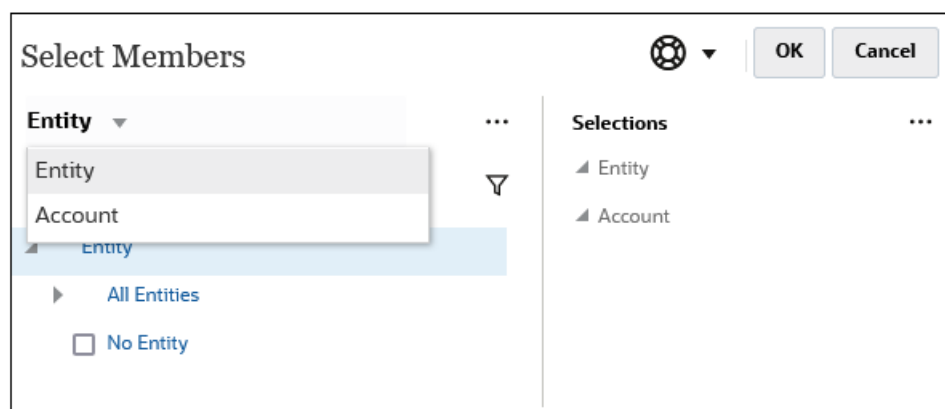 Select Members
OK
Cancel
Entity
Entity
Account
Entity
All Entities
No Entity
Selections
Entity
Account